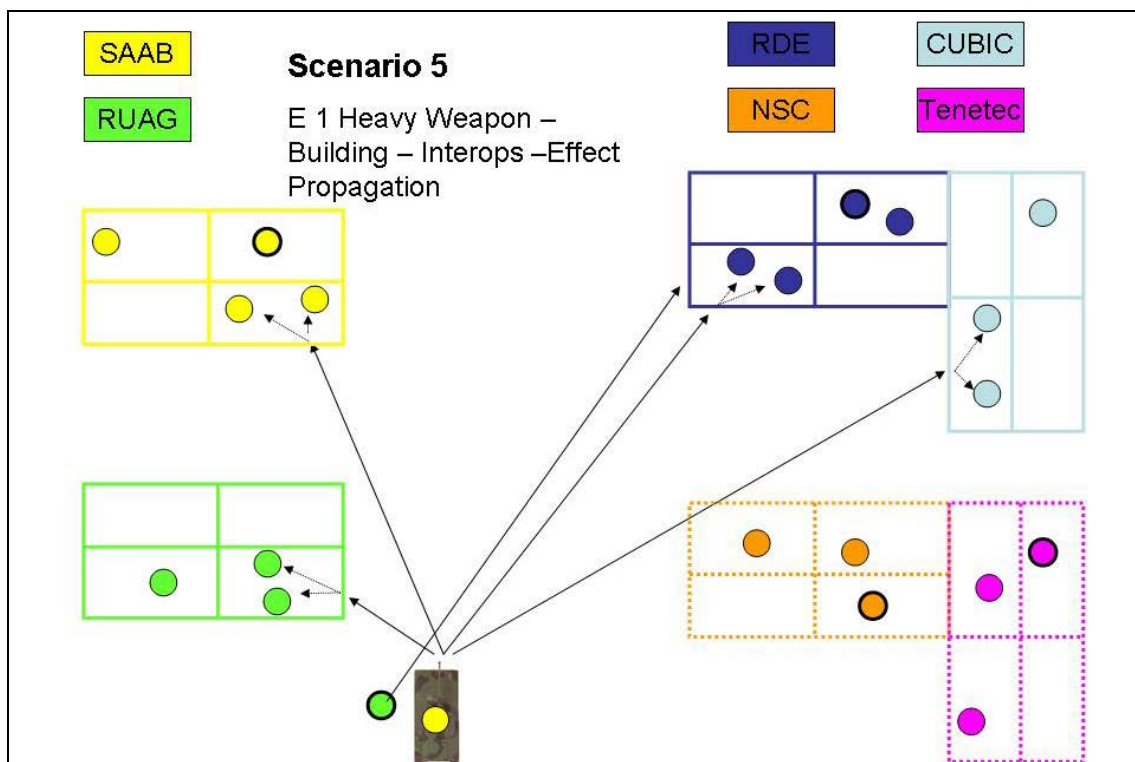 SAAB
RUAG
Scenario 5
E 1 Heavy Weapon –
Building – Interops –Effect
Propagation
RDE
CUBIC
NSC
Tenetec